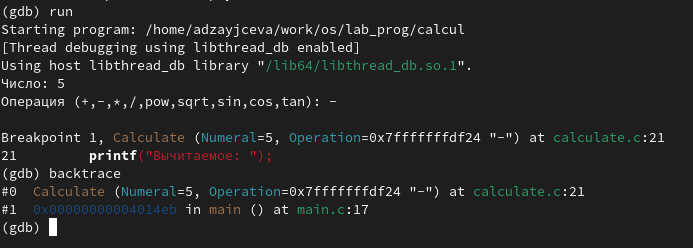 (gdb) run
Starting program: /home/adzayjceva/work/os/lab_prog/calcul
[Thread debugging using libthread_db enabled]
Using host libthread_db library "/lib64/libthread_db.so.1".
Число: 5
Операция (+,-,*,/,pow,sqrt,sin,cos,tan): -
Breakpoint 1, Calculate (Numeral=5, Operation=0x7fffffffdf24 "-") at calculate.c:21
21 printf("Вычитаемое: ");
(gdb) backtrace
#0 Calculate (Numeral=5, Operation=0x7fffffffdf24 "-") at calculate.c:21
#1 0x00000000004014eb in main () at main.c:17
(gdb)